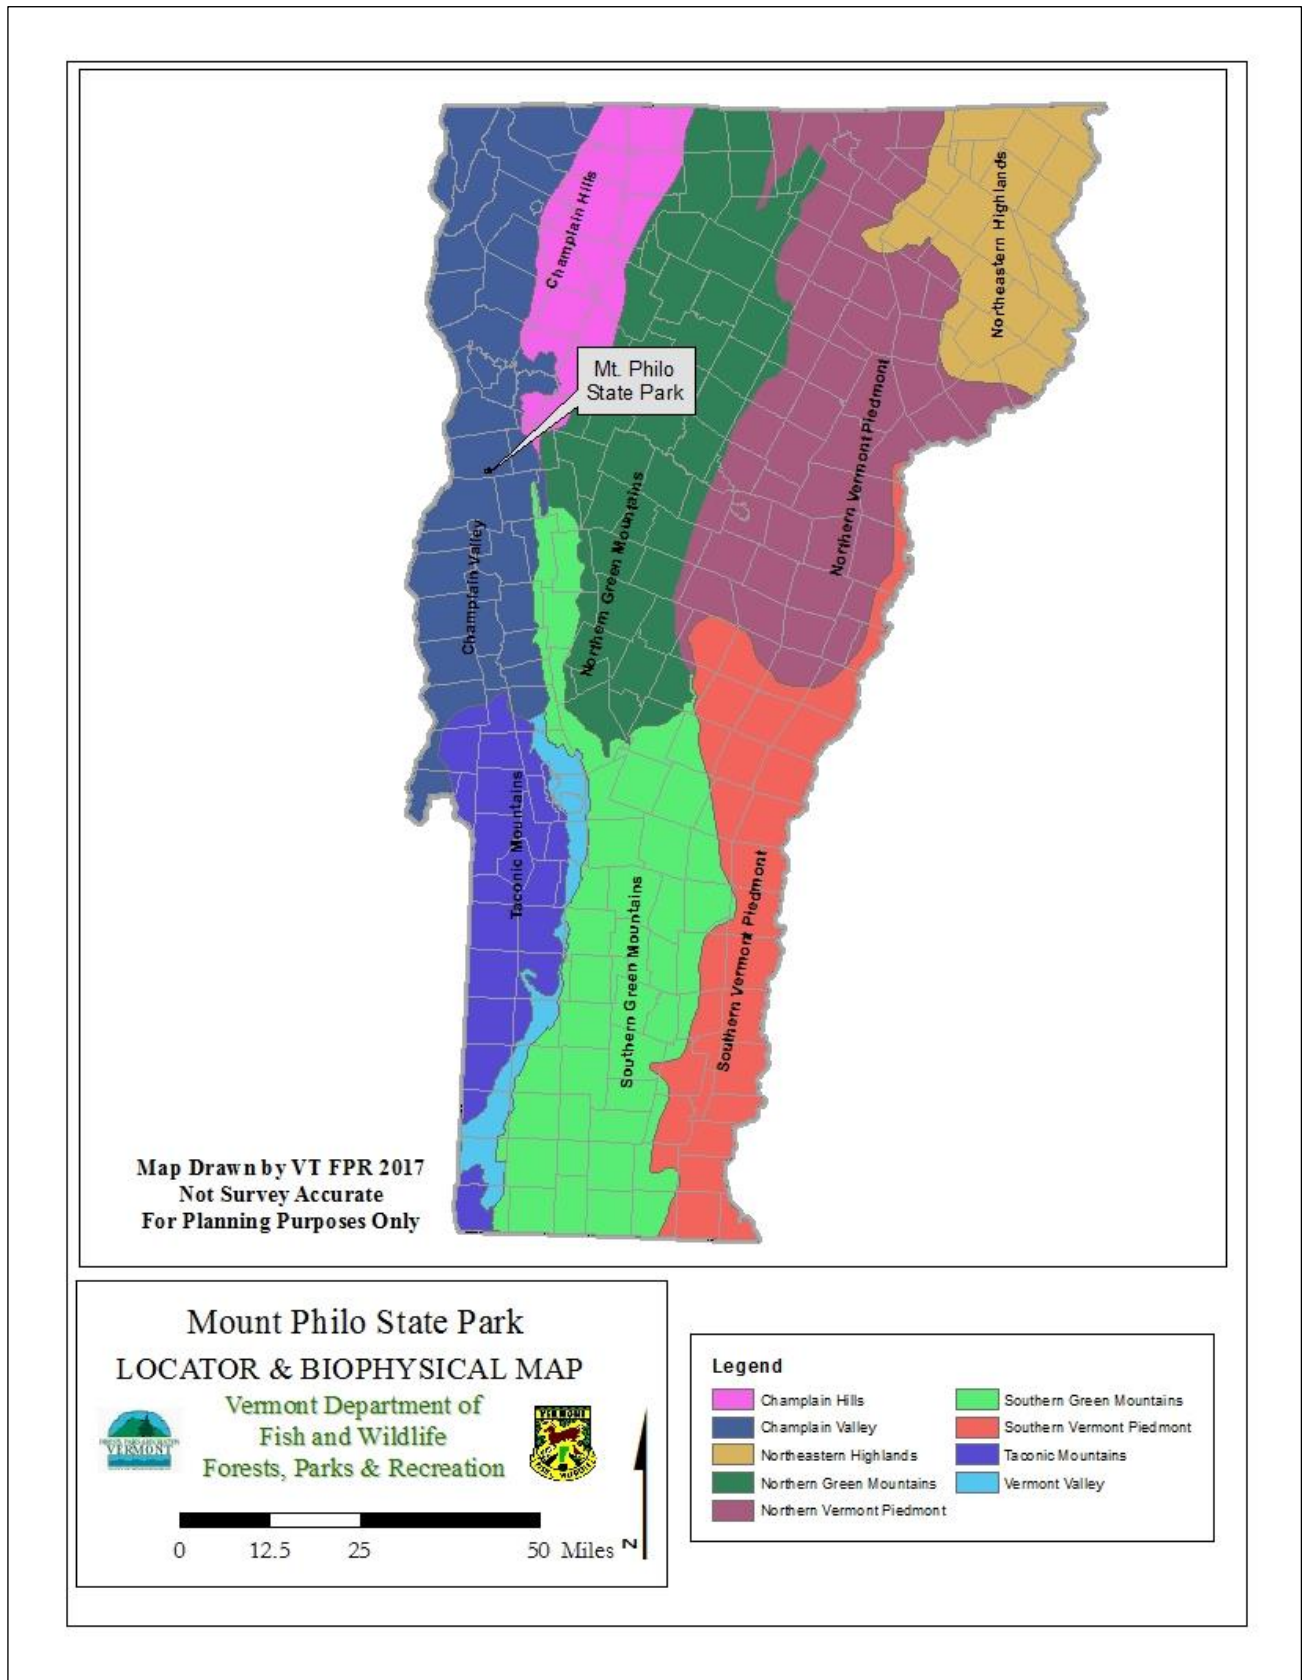 Champlain Hills
Northeastern Highlands
Mt. Philo
State Park
Northern Vermont Piedmont
Northern Green Mountains
Champlain Valley
Taconic Mountains
Southern Green Mountains
Southern Vermont Piedmont
Map Drawn by VT FPR 2017
Not Survey Accurate
For Planning Purposes Only
Mount Philo State Park
LOCATOR & BIOPHYSICAL MAP
Vermont Department of
Fish and Wildlife
Forests, Parks & Recreation
VERMONT
VERMONT
0 12.5 25 50 Miles
N
Legend
Champlain Hills
Champlain Valley
Northeastern Highlands
Northern Green Mountains
Northern Vermont Piedmont
Southern Green Mountains
Southern Vermont Piedmont
Taconic Mountains
Vermont Valley